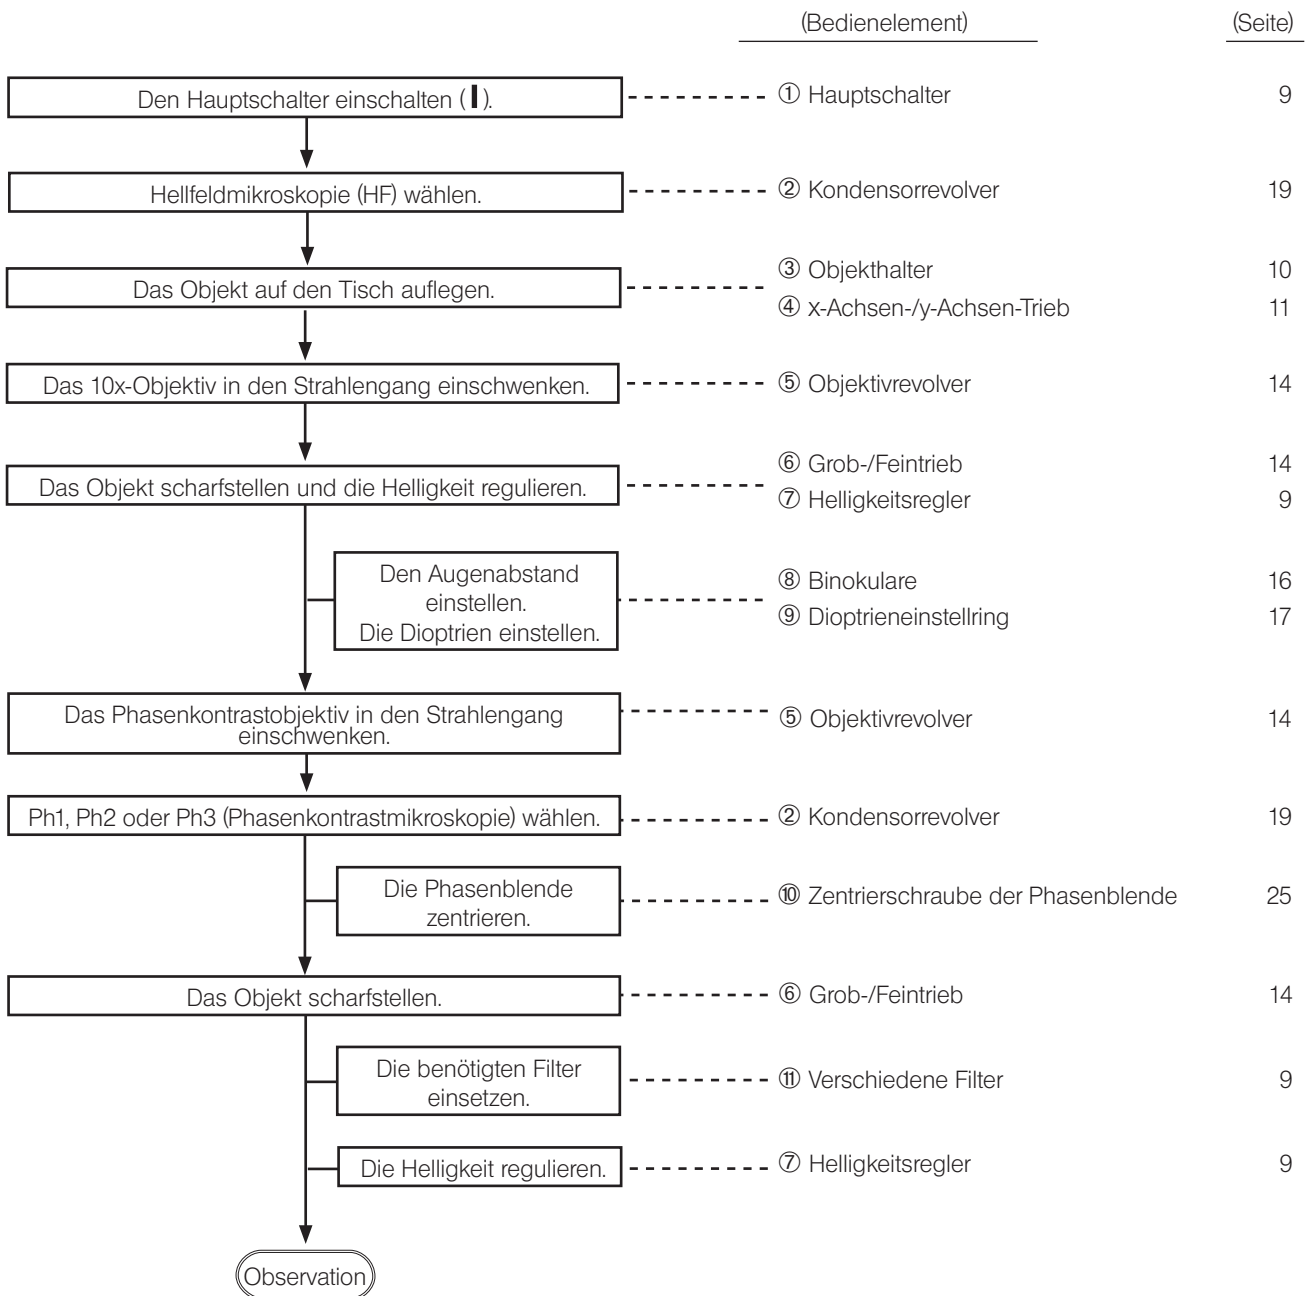 (Bedienelement) (Seite)
Den Hauptschalter einschalten (❙). ① Hauptschalter 9
Hellfeldmikroskopie (HF) wählen. ② Kondensorrevolver 19
③ Objekthalter 10
Das Objekt auf den Tisch auflegen.
④ x-Achsen-/y-Achsen-Trieb 11
Das 10x-Objektiv in den Strahlengang einschwenken. ⑤ Objektivrevolver 14
⑥ Grob-/Feintrieb 14
Das Objekt scharfstellen und die Helligkeit regulieren.
⑦ Helligkeitsregler 9
Den Augenabstand
einstellen.
Die Dioptrien einstellen.
⑧ Binokulare 16
⑨ Dioptrieneinstellring 17
Das Phasenkontrastobjektiv in den Strahlengang
einschwenken.
⑤ Objektivrevolver 14
Ph1, Ph2 oder Ph3 (Phasenkontrastmikroskopie) wählen. ② Kondensorrevolver 19
Die Phasenblende
zentrieren.
⑩ Zentrierschraube der Phasenblende 25
Das Objekt scharfstellen. ⑥ Grob-/Feintrieb 14
Die benötigten Filter
einsetzen.
⑪ Verschiedene Filter 9
Die Helligkeit regulieren. ⑦ Helligkeitsregler 9
Observation